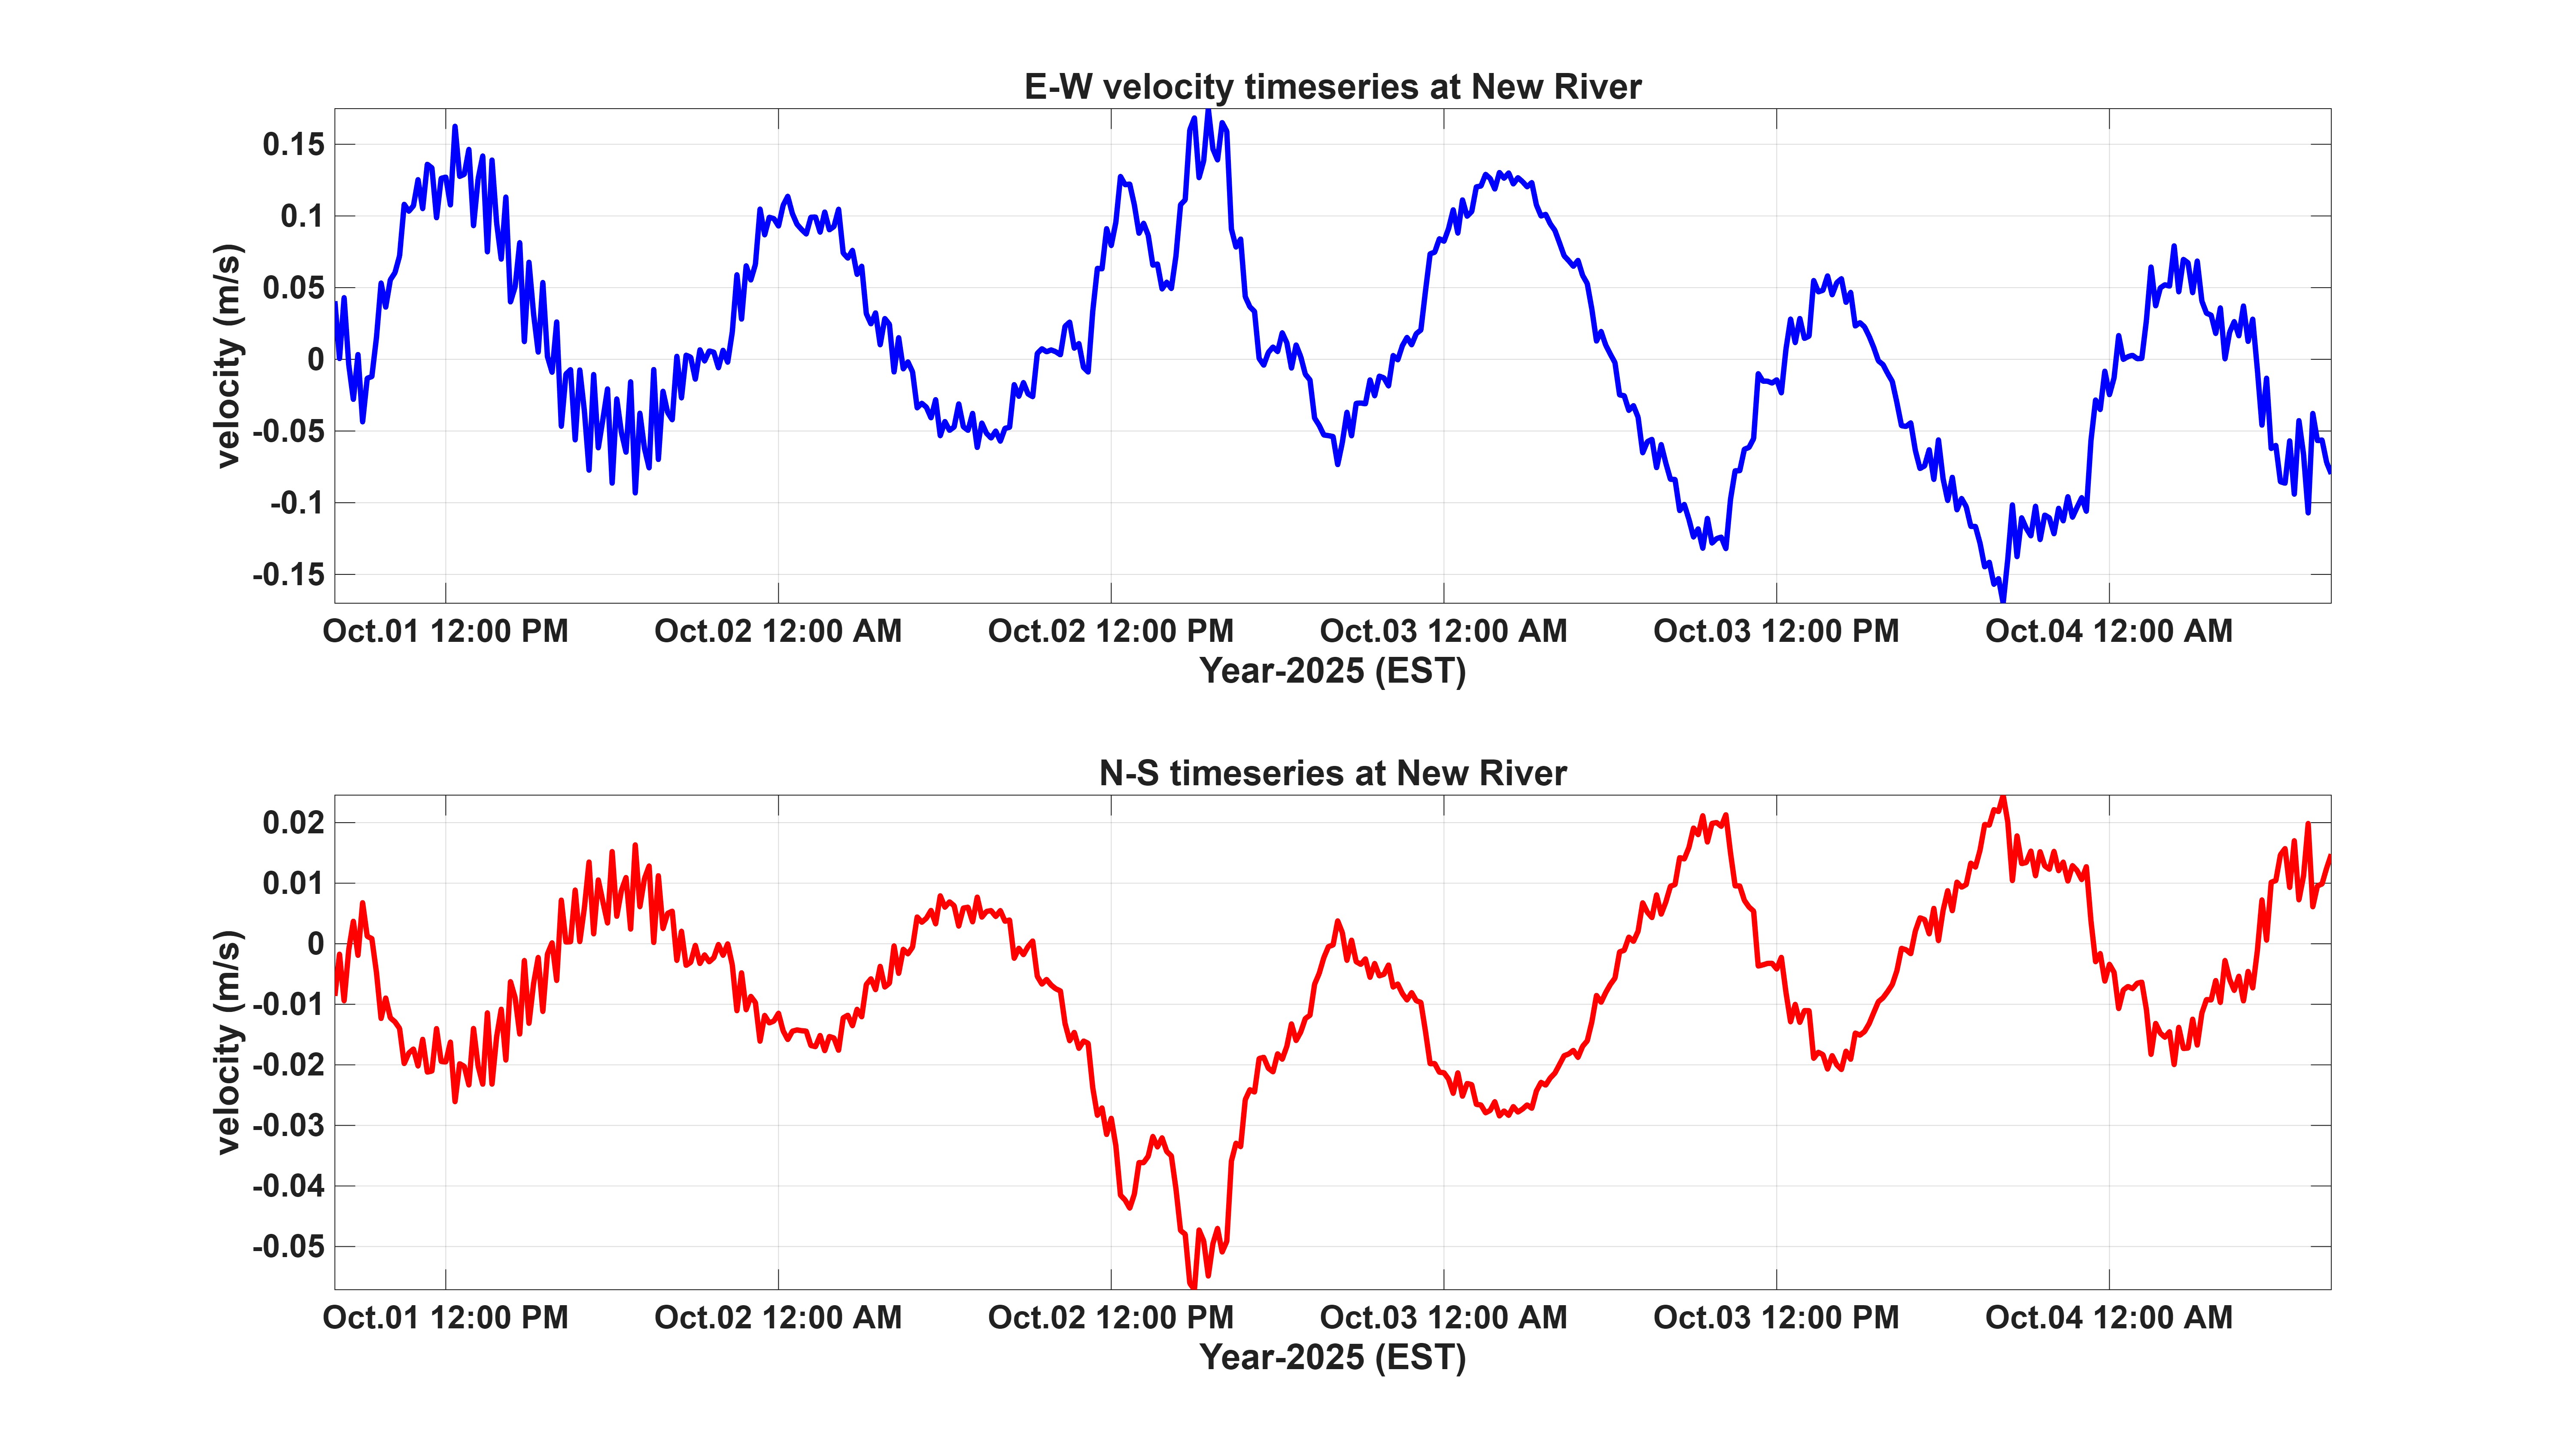 E-W velocity timeseries at New River
velocity (m/s)
0.15
0.1
0.05
0
-0.05
-0.1
-0.15
Oct.01 12:00 PM
Oct.02 12:00 AM
Oct.02 12:00 PM
Oct.03 12:00 AM
Oct.03 12:00 PM
Oct.04 12:00 AM
Year-2025 (EST)
N-S timeseries at New River
velocity (m/s)
0.02
0.01
0
-0.01
-0.02
-0.03
-0.04
-0.05
Oct.01 12:00 PM
Oct.02 12:00 AM
Oct.02 12:00 PM
Oct.03 12:00 AM
Oct.03 12:00 PM
Oct.04 12:00 AM
Year-2025 (EST)